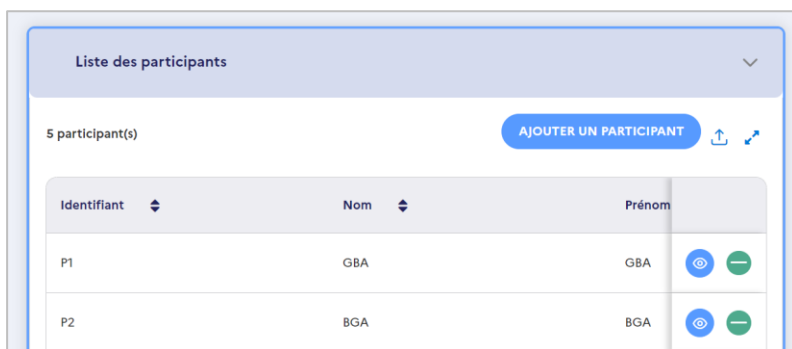 Liste des participants
5 participant(s) AJOUTER UN PARTICIPANT
Identifiant Nom Prénom
P1 GBA GBA
P2 BGA BGA